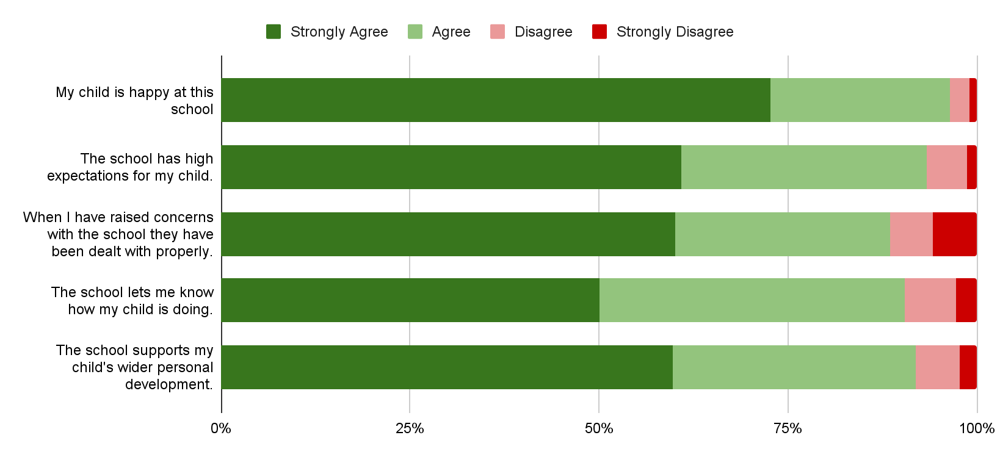 Strongly Agree Agree Disagree Strongly Disagree
My child is happy at this
school
The school has high
expectations for my child.
When I have raised concerns
with the school they have
been dealt with properly.
The school lets me know
how my child is doing.
The school supports my
child's wider personal
development.
0% 25% 50% 75% 100%